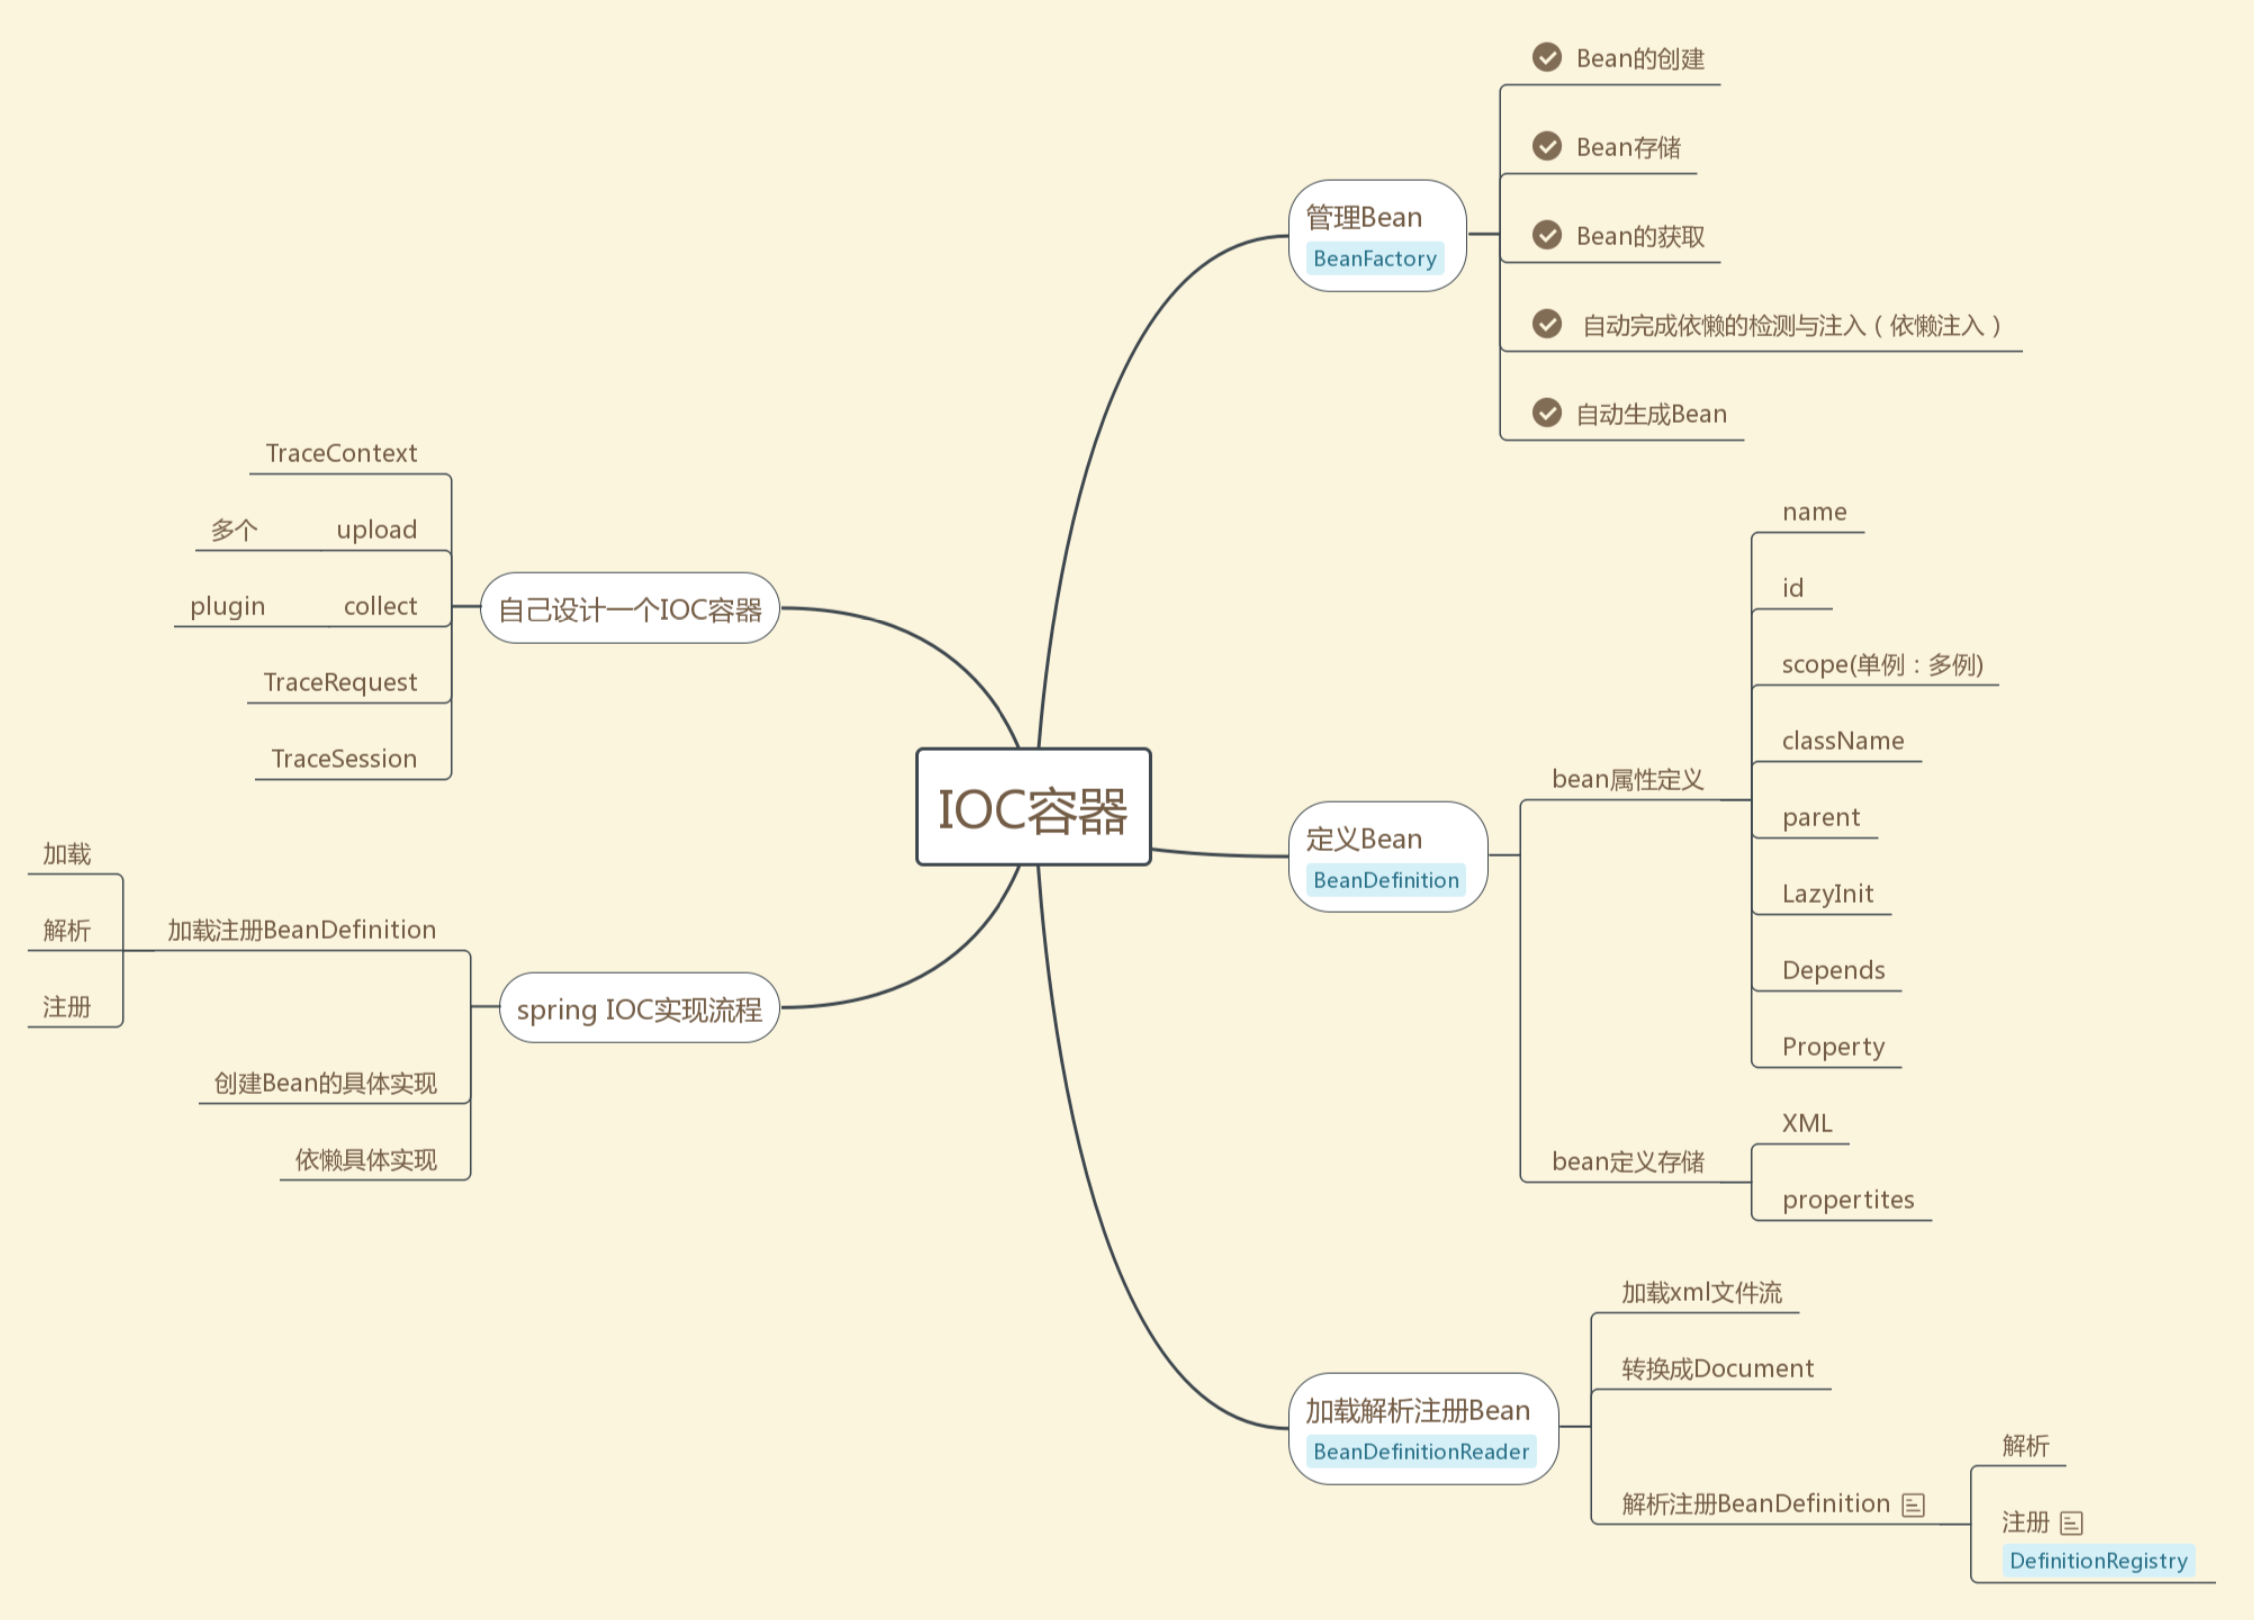 IOC容器
管理Bean
BeanFactory
Bean的创建
Bean存储
Bean的获取
自动完成依懒的检测与注入（依懒注入）
自动生成Bean
定义Bean
BeanDefinition
bean属性定义
name
id
scope(单例：多例)
className
parent
LazyInit
Depends
Property
bean定义存储
XML
propertites
加载解析注册Bean
BeanDefinitionReader
加载xml文件流
转换成Document
解析注册BeanDefinition
解析
注册
DefinitionRegistry
自己设计一个IOC容器
TraceContext
upload
多个
collect
plugin
TraceRequest
TraceSession
spring IOC实现流程
加载注册BeanDefinition
加载
解析
注册
创建Bean的具体实现
依懒具体实现